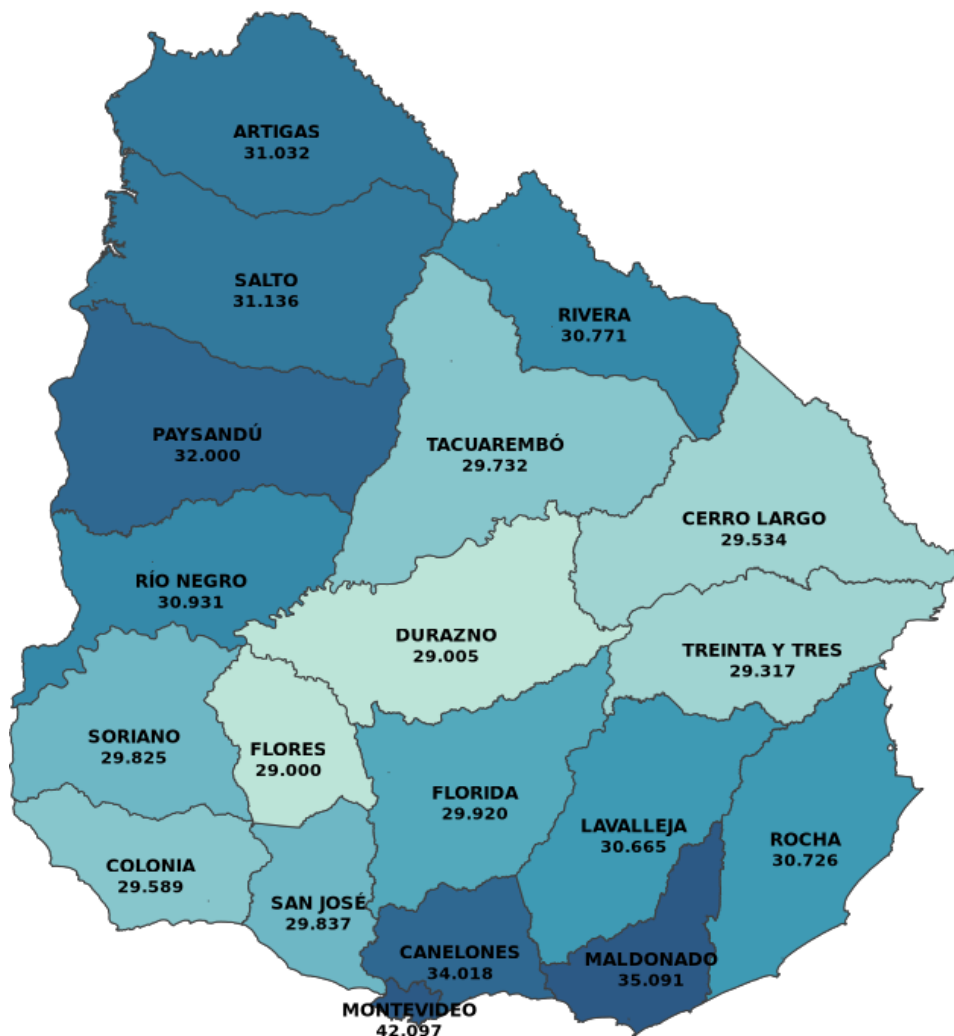 ARTIGAS
31.032
SALTO
31.136
RIVERA
30.771
PAYSANDÚ
32.000
TACUAREMBÓ
29.732
CERRO LARGO
29.534
RÍO NEGRO
30.931
DURAZNO
29.005
TREINTA Y TRES
29.317
SORIANO
29.825
FLORES
29.000
FLORIDA
29.920
LAVALLEJA
30.665
ROCHA
30.726
COLONIA
29.589
SAN JOSÉ
29.837
CANELONES
34.018
MALDONADO
35.091
MONTEVIDEO
42.097